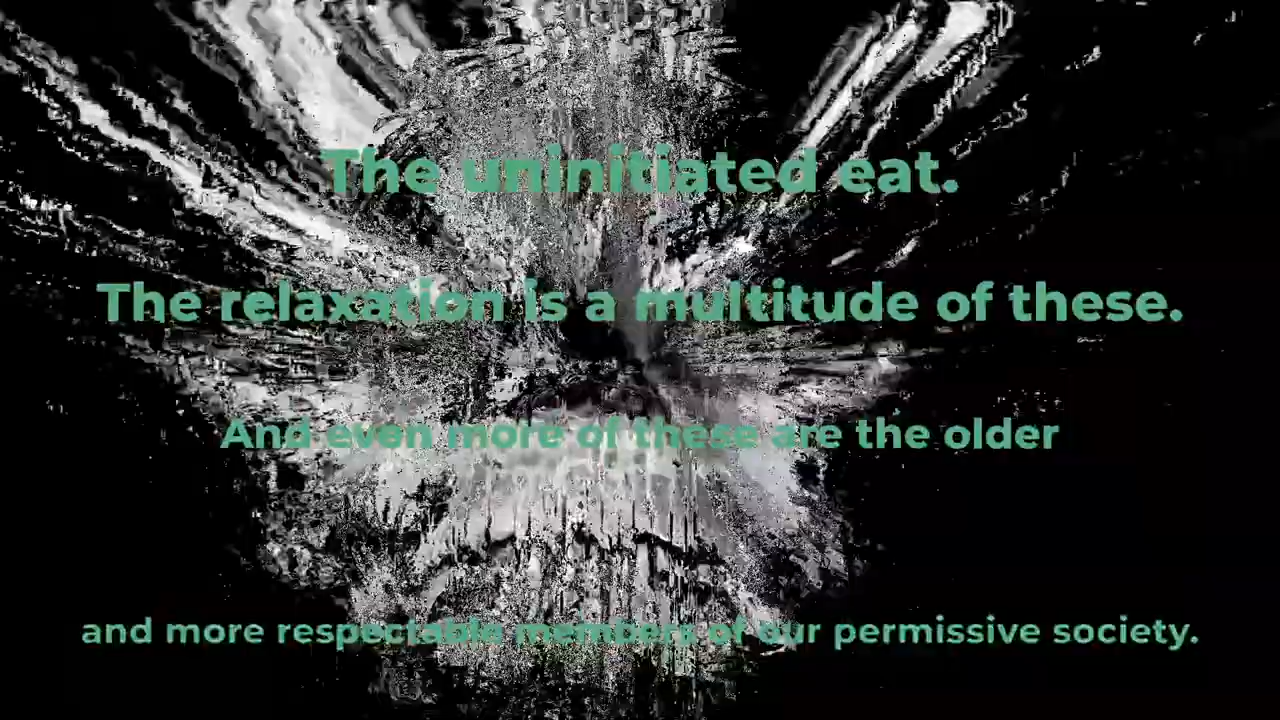 The uninitiated eat.
The relaxation is a multitude of these.
And even more of these are the older
and more respectable members of our permissive society.